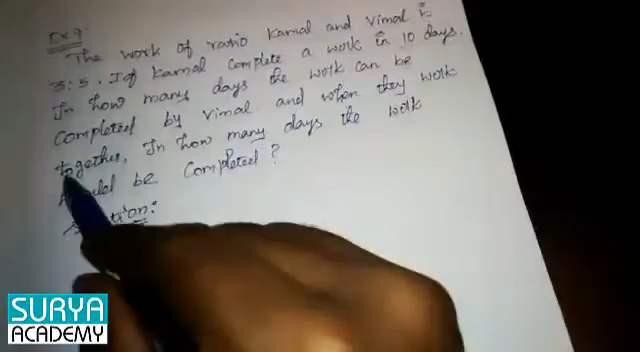 Ex 9
The work of ratio Kamal and Vimal is
3:5. If Kamal complete a work in 10 days.
In how many days the work can be
Completed by Vimal and when they work
together, In how many days the work
be Completed?
SURYA
ACADEMY